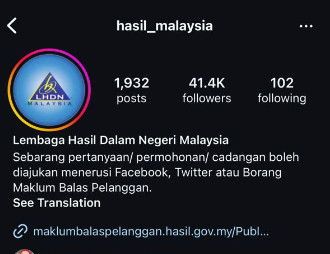 hasil_malaysia
LHDN
MALAYSIA
1,932
41.4K
102
posts
followers
following
Lembaga Hasil Dalam Negeri Malaysia
Sebarang pertanyaan/ permohonan/ cadangan boleh
diajukan menerusi Facebook, Twitter atau Borang
Maklum Balas Pelanggan.
See Translation
maklumbalaspelanggan.hasil.gov.my/Publ...